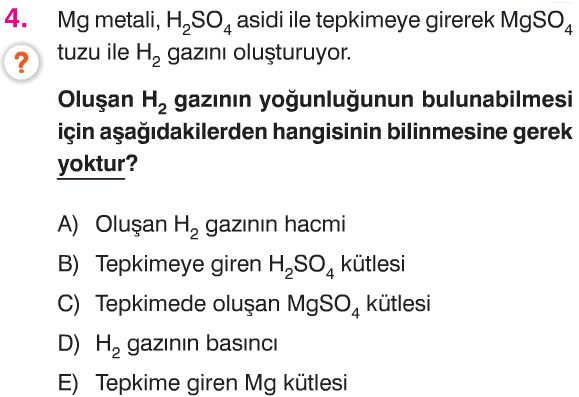 4. Mg metali, H₂SO₄ asidi ile tepkimeye girerek MgSO₄
? tuzu ile H₂ gazını oluşturuyor.
Oluşan H₂ gazının yoğunluğunun bulunabilmesi
için aşağıdakilerden hangisinin bilinmesine gerek
yoktur?
A) Oluşan H₂ gazının hacmi
B) Tepkimeye giren H₂SO₄ kütlesi
C) Tepkimede oluşan MgSO₄ kütlesi
D) H₂ gazının basıncı
E) Tepkime giren Mg kütlesi